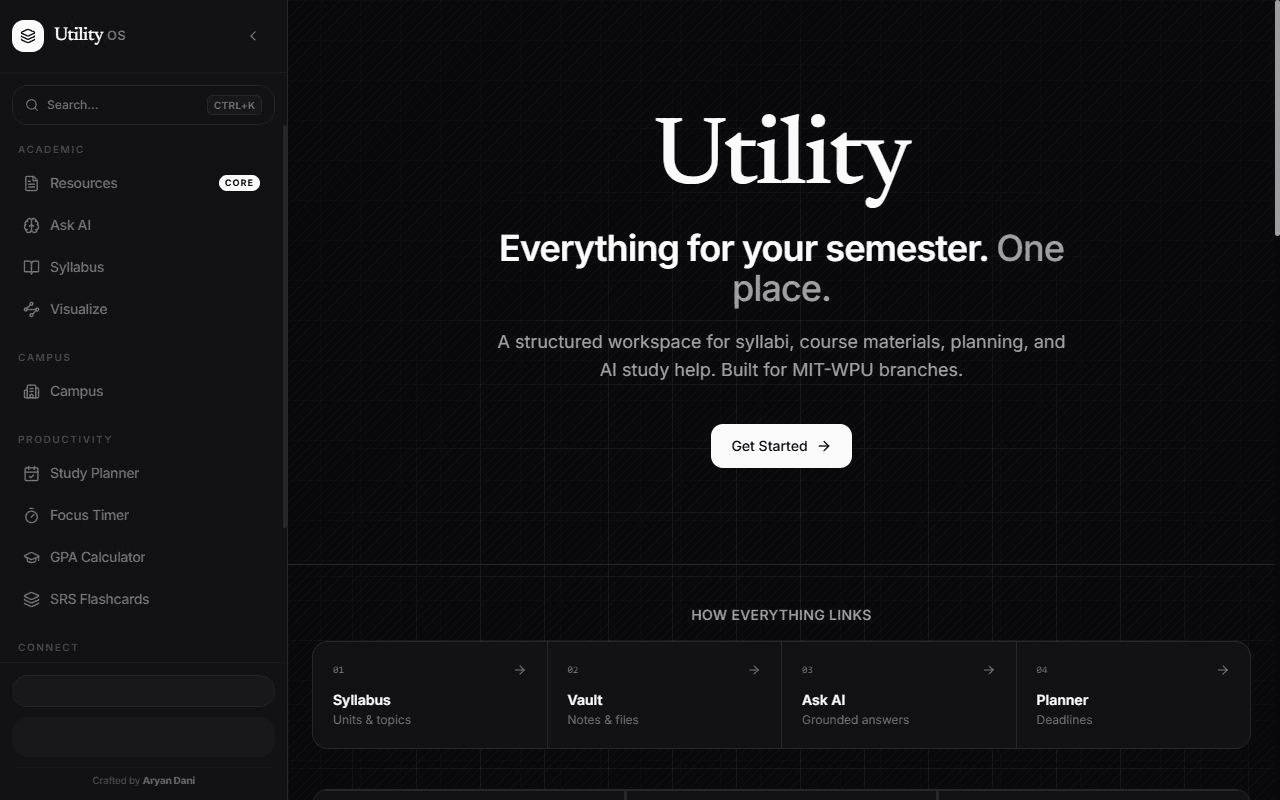 Utility OS
Search...
CTRL+K
ACADEMIC
Resources
CORE
Ask AI
Syllabus
Visualize
CAMPUS
Campus
PRODUCTIVITY
Study Planner
Focus Timer
GPA Calculator
SRS Flashcards
CONNECT
Crafted by Aryan Dani
Utility
Everything for your semester. One
place.
A structured workspace for syllabi, course materials, planning, and
AI study help. Built for MIT-WPU branches.
Get Started
HOW EVERYTHING LINKS
01
Syllabus
Units & topics
02
Vault
Notes & files
03
Ask AI
Grounded answers
04
Planner
Deadlines